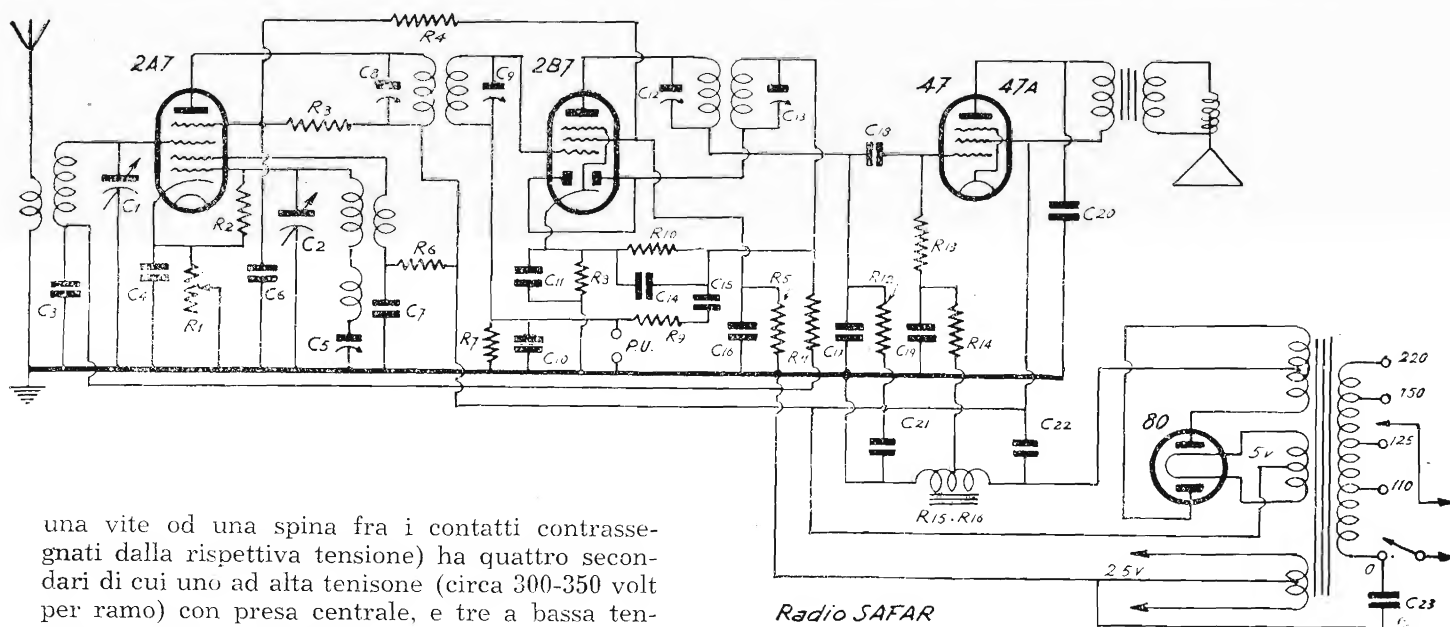 R4
2A7
C8
C9
2B7
C12
C13
47
47A
R3
C18
C1
R2
C2
R6
C20
R10
R13
C3
C4
R1
C6
C5
C7
R7
C11
R3
C14
C15
R5
R12
C10
P.U.
R9
C16
R11
C17
C19
R14
C21
C22
R15-R16
80
5v
220
150
125
110
25v
0
C23
Radio SAFAR
una vite od una spina fra i contatti contrasse-
gnati dalla rispettiva tensione) ha quattro secon-
dari di cui uno ad alta tenisone (circa 300-350 volt
per ramo) con presa centrale, e tre a bassa ten-